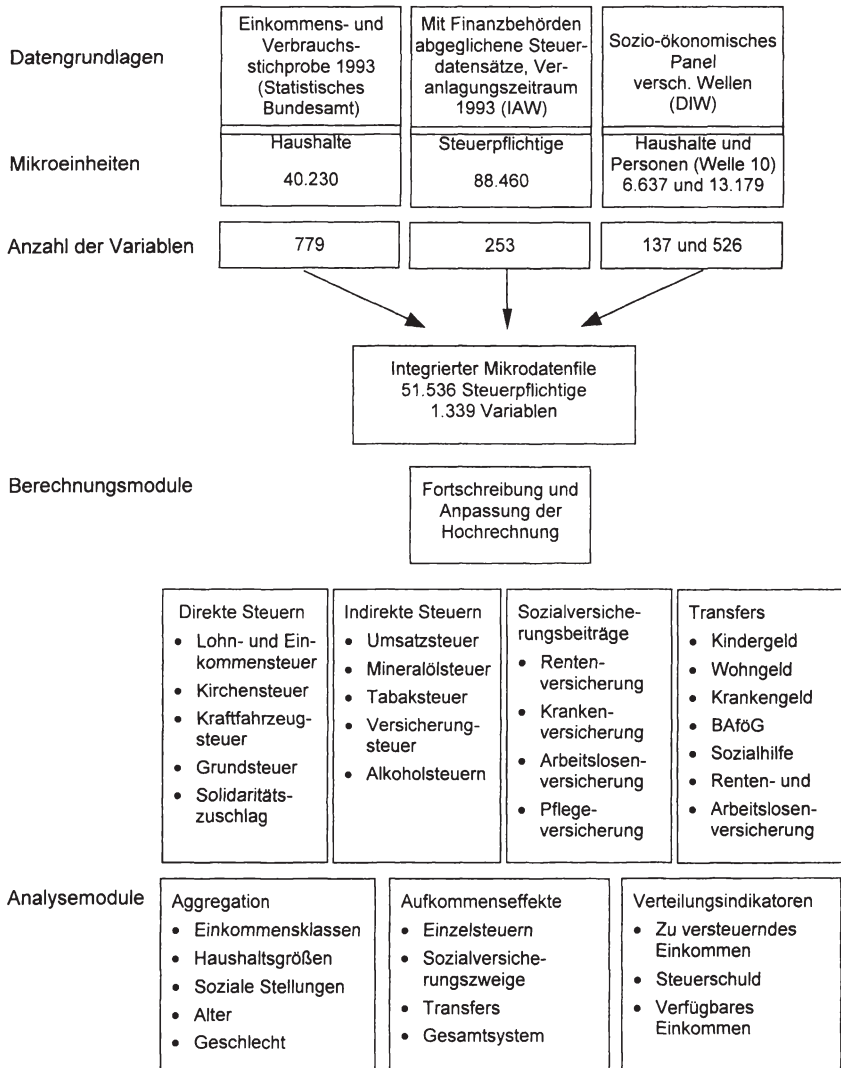 Datengrundlagen
Einkommens- und
Verbrauchs-
stichprobe 1993
(Statistisches
Bundesamt)
Mit Finanzbehörden
abgeglichene Steuer-
datensätze, Ver-
anlagungszeitraum
1993 (IAW)
Sozio-ökonomisches
Panel
versch. Wellen
(DIW)
Mikroeinheiten
Haushalte
40.230
Steuerpflichtige
88.460
Haushalte und
Personen (Welle 10)
6.637 und 13.179
Anzahl der Variablen
779
253
137 und 526
Integrierter Mikrodatenfile
51.536 Steuerpflichtige
1.339 Variablen
Berechnungsmodule
Fortschreibung und
Anpassung der
Hochrechnung
Direkte Steuern
• Lohn- und Ein-
kommensteuer
• Kirchensteuer
• Kraftfahrzeug-
steuer
• Grundsteuer
• Solidaritäts-
zuschlag
Indirekte Steuern
• Umsatzsteuer
• Mineralölsteuer
• Tabaksteuer
• Versicherung-
steuer
• Alkoholsteuern
Sozialversiche-
rungsbeiträge
• Renten-
versicherung
• Kranken-
versicherung
• Arbeitslosen-
versicherung
• Pflege-
versicherung
Transfers
• Kindergeld
• Wohngeld
• Krankengeld
• BAföG
• Sozialhilfe
• Renten- und
• Arbeitslosen-
versicherung
Analysemodule
Aggregation
• Einkommensklassen
• Haushaltsgrößen
• Soziale Stellungen
• Alter
• Geschlecht
Aufkommenseffekte
• Einzelsteuern
• Sozialversiche-
rungszweige
• Transfers
• Gesamtsystem
Verteilungsindikatoren
• Zu versteuerndes
Einkommen
• Steuerschuld
• Verfügbares
Einkommen